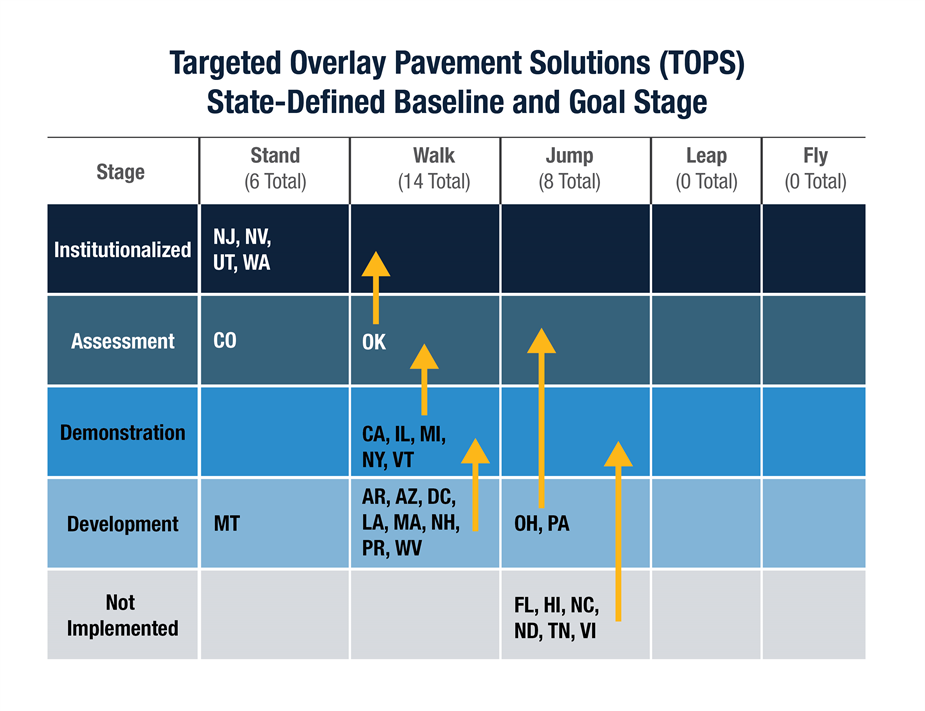 Targeted Overlay Pavement Solutions (TOPS)
State-Defined Baseline and Goal Stage
Stage
Stand
(6 Total)
Walk
(14 Total)
Jump
(8 Total)
Leap
(0 Total)
Fly
(0 Total)
Institutionalized
NJ, NV,
UT, WA
Assessment
CO
OK
Demonstration
CA, IL, MI,
NY, VT
Development
MT
AR, AZ, DC,
LA, MA, NH,
PR, WV
OH, PA
Not
Implemented
FL, HI, NC,
ND, TN, VI